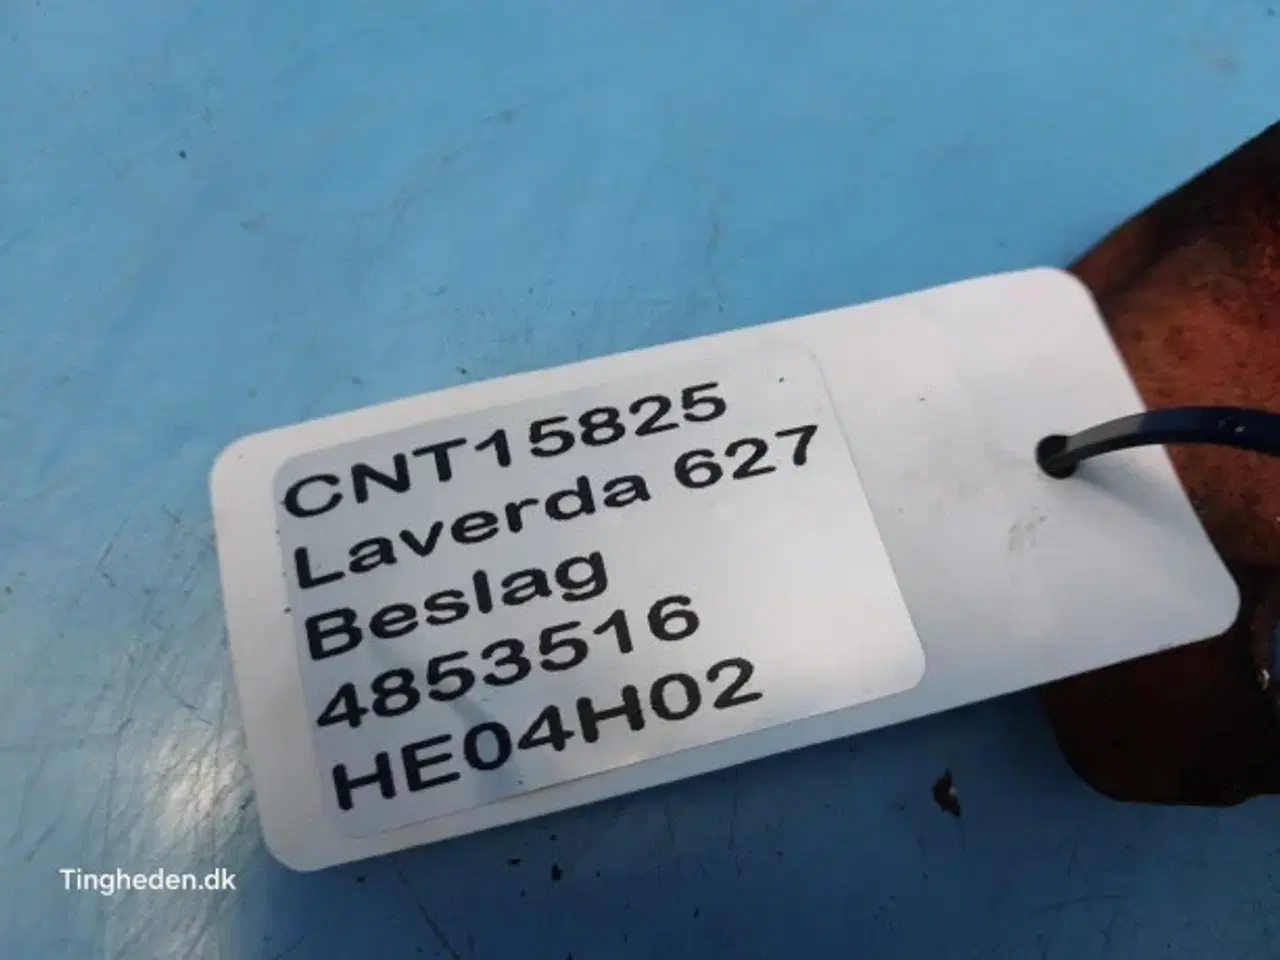 CNT15825
Laverda 627
Beslag
4853516
HE04H02
Tingheden.dk